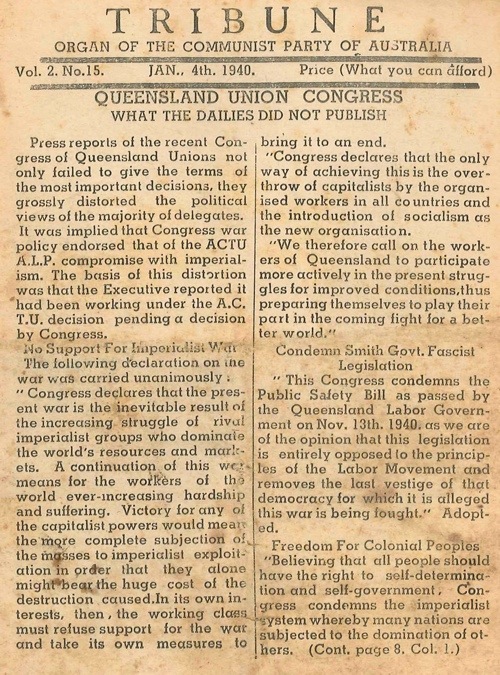 TRIBUNE
ORGAN OF THE COMMUNIST PARTY OF AUSTRALIA
Vol. 2. No.15. JAN., 4th. 1940. Price (What you can afford)
QUEENSLAND UNION CONGRESS
WHAT THE DAILIES DID NOT PUBLISH
Press reports of the recent Con-
gress of Queensland Unions not
only failed to give the terms of
the most important decisions, they
grossly distorted the political
views of the majority of delegates.
It was implied that Congress war
policy endorsed that of the ACTU
A.L.P. compromise with imperial-
ism. The basis of this distortion
was that the Executive reported it
had been working under the A.C.
T.U. decision pending a decision
by Congress.
No Support For Imperialist War
The following declaration on the
war was carried unanimously .
" Congress declares that the pres-
ent war is the inevitable result of
the increasing struggle of rival
imperialist groups who dominate
the world's resources and mark-
ets. A continuation of this war
means for the workers of the
world ever-increasing hardship
and suffering. Victory for any of
the capitalist powers would mean
the more complete subjection of
the masses to imperialist exploit-
ation in order that they alone
might bear the huge cost of the
destruction caused.In its own in-
terests, then , the working class
must refuse support for the war
and take its own measures to
bring it to an end.
"Congress declares that the only
way of achieving this is the over-
throw of capitalists by the organ-
ised workers in all countries and
the introduction of socialism as
the new organisation.
"We therefore call on the work-
ers of Queensland to participate
more actively in the present strug-
gles for improved conditions,thus
preparing themselves to play their
part in the coming fight for a bet-
ter world."
Condemn Smith Govt. Fascist
Legislation
" This Congress condemns the
Public Safety Bill as passed by
the Queensland Labor Govern-
ment on Nov. 13th. 1940. as we are
of the opinion that this legislation
is entirely opposed to the princip-
les of the Labor Movement and
removes the last vestige of that
democracy for which it is alleged
this war is being fought." Adopt-
ed.
Freedom For Colonial Peoples
"Believing that all people should
have the right to self-determina-
tion and self-government, Con-
gress condemns the imperialist
system whereby many nations are
subjected to the domination of ot-
hers. (Cont. page 8. Col. 1.)